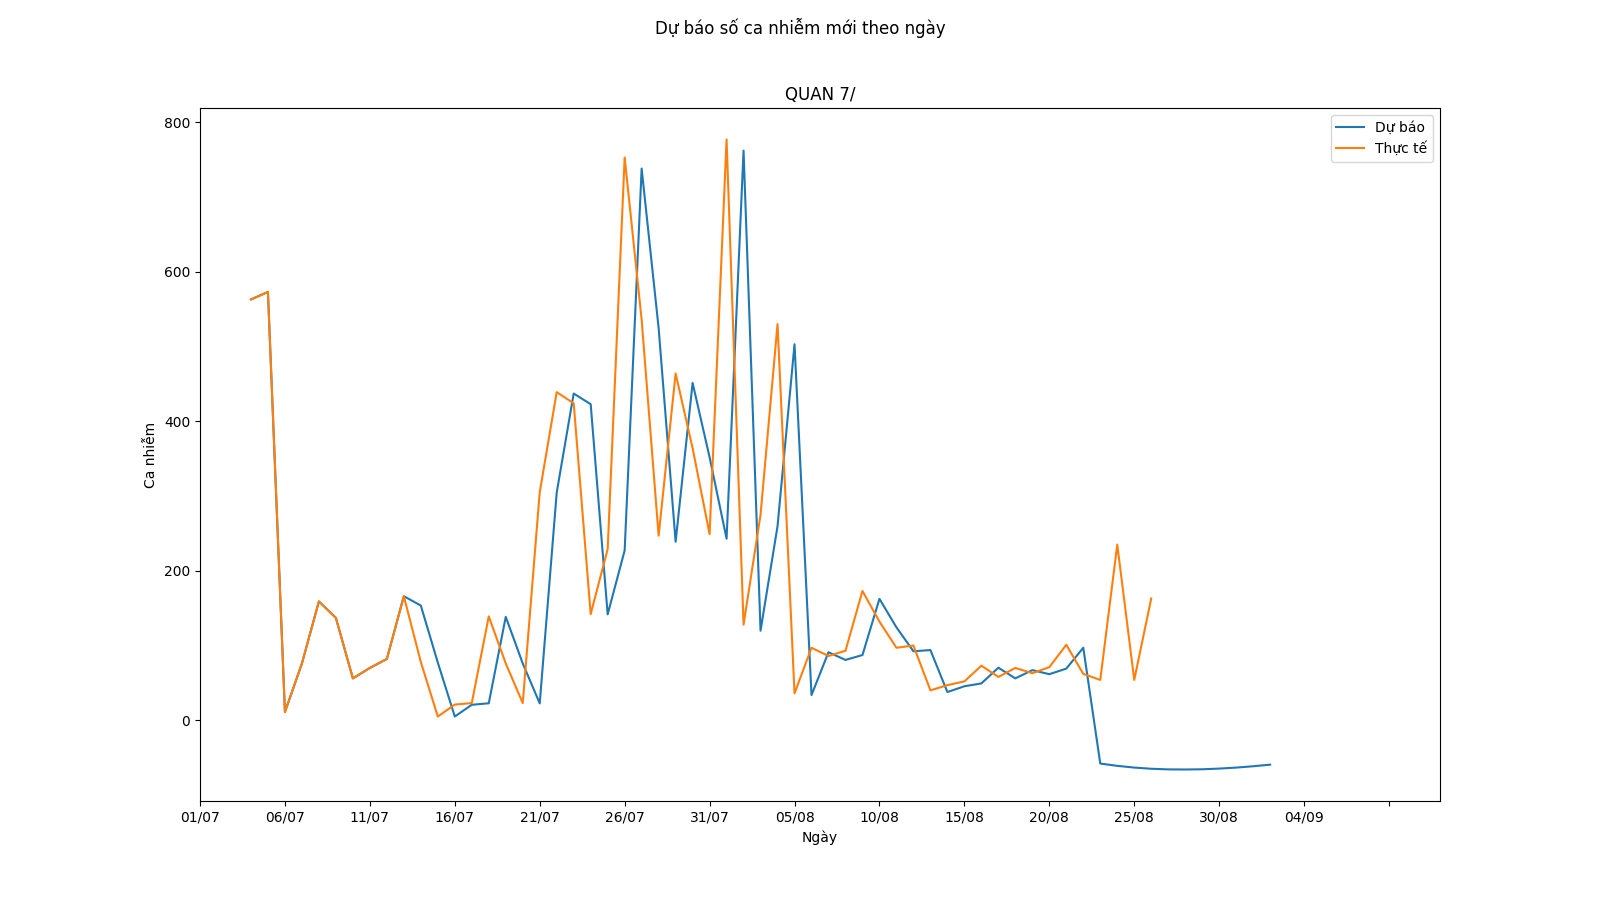 Dự báo số ca nhiễm mới theo ngày
QUAN 7/
Dự báo
Thực tế
800
600
400
200
0
Ca nhiễm
01/07 06/07 11/07 16/07 21/07 26/07 31/07 05/08 10/08 15/08 20/08 25/08 30/08 04/09
Ngày